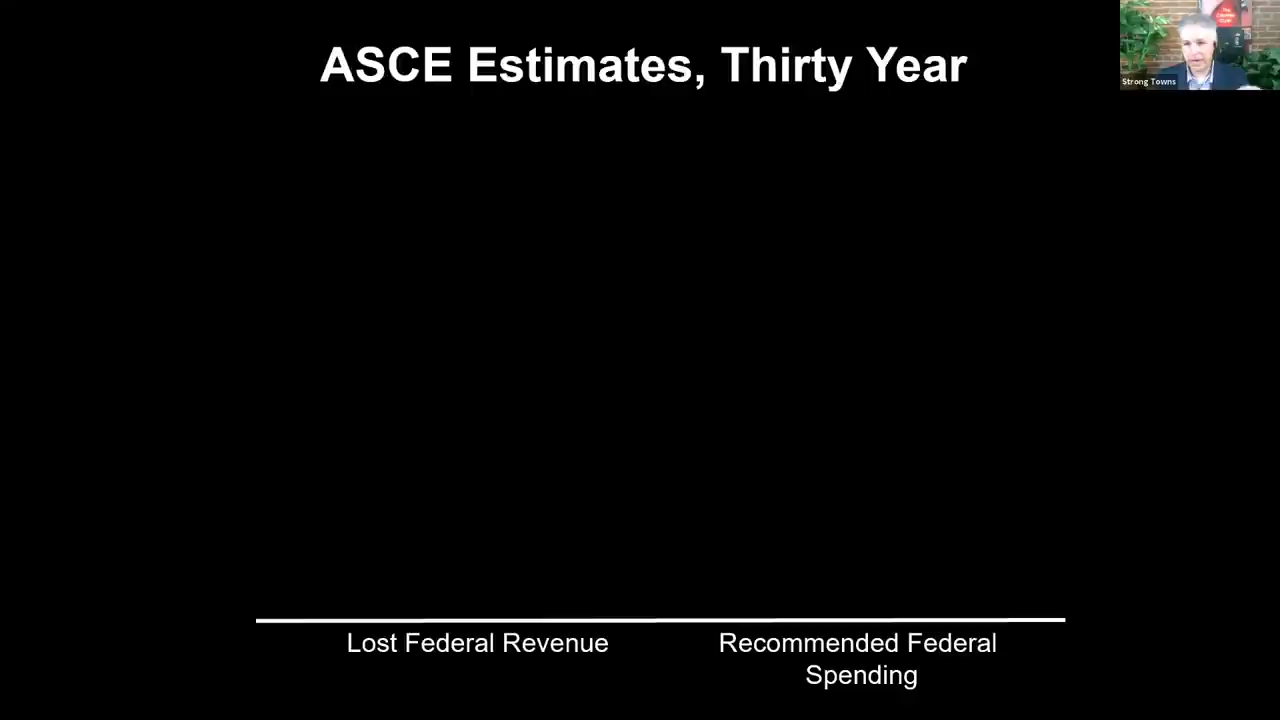 ASCE Estimates, Thirty Year
Strong Towns
Lost Federal Revenue
Recommended Federal
Spending